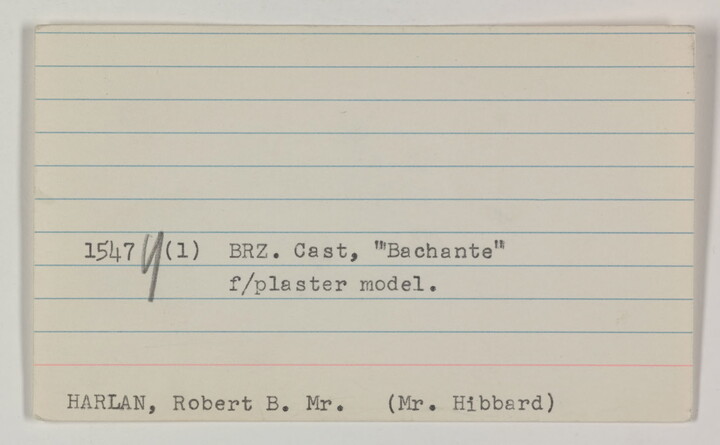 1547 y (1) BRZ. Cast, "'Bachante'"
f/plaster model.
HARLAN, Robert B. Mr. (Mr. Hibbard)